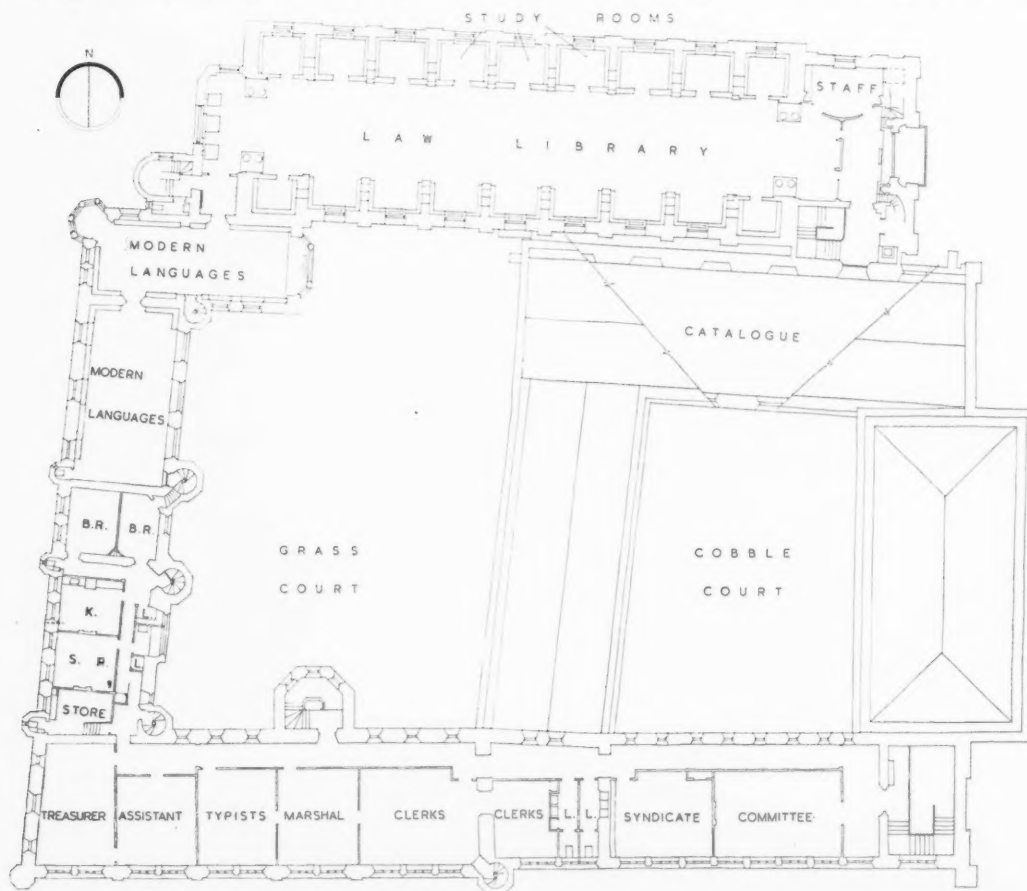 STUDY ROOMS
N
STAFF
LAW LIBRARY
MODERN
LANGUAGES
CATALOGUE
MODERN
LANGUAGES
B.R. B.R.
GRASS
COURT
COBBLE
COURT
K.
L.
S. R.
L.
STORE
TREASURER ASSISTANT TYPISTS MARSHAL CLERKS CLERKS L. L. SYNDICATE COMMITTEE